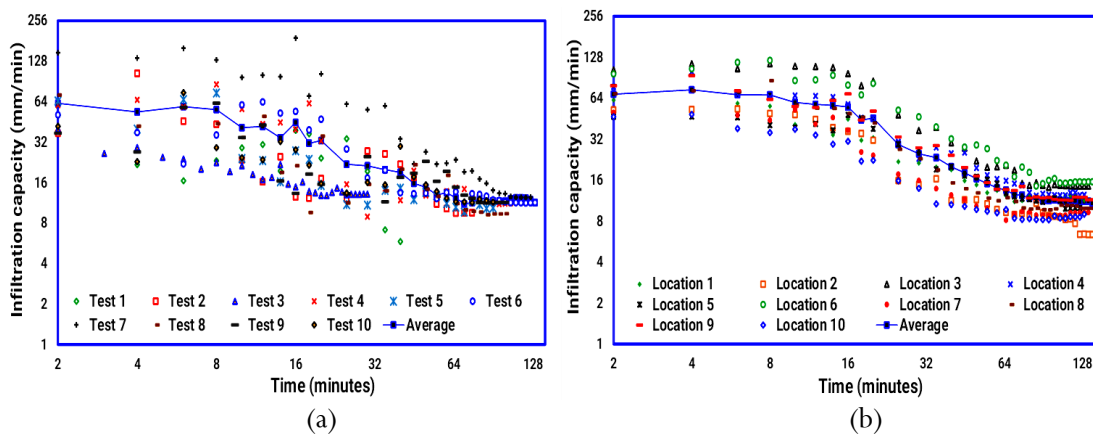 (a)
256
128
64
32
16
8
4
2
1
Infiltration capacity (mm/min)
Test 1 Test 2 Test 3 Test 4 Test 5 Test 6
Test 7 Test 8 Test 9 Test 10 Average
2 4 8 16 32 64 128
Time (minutes)
(a)
(b)
256
128
64
32
16
8
4
2
1
Infiltration capacity (mm/min)
Location 1 Location 2 Location 3 Location 4
Location 5 Location 6 Location 7 Location 8
Location 9 Location 10 Average
2 4 8 16 32 64 128
Time (minutes)
(b)